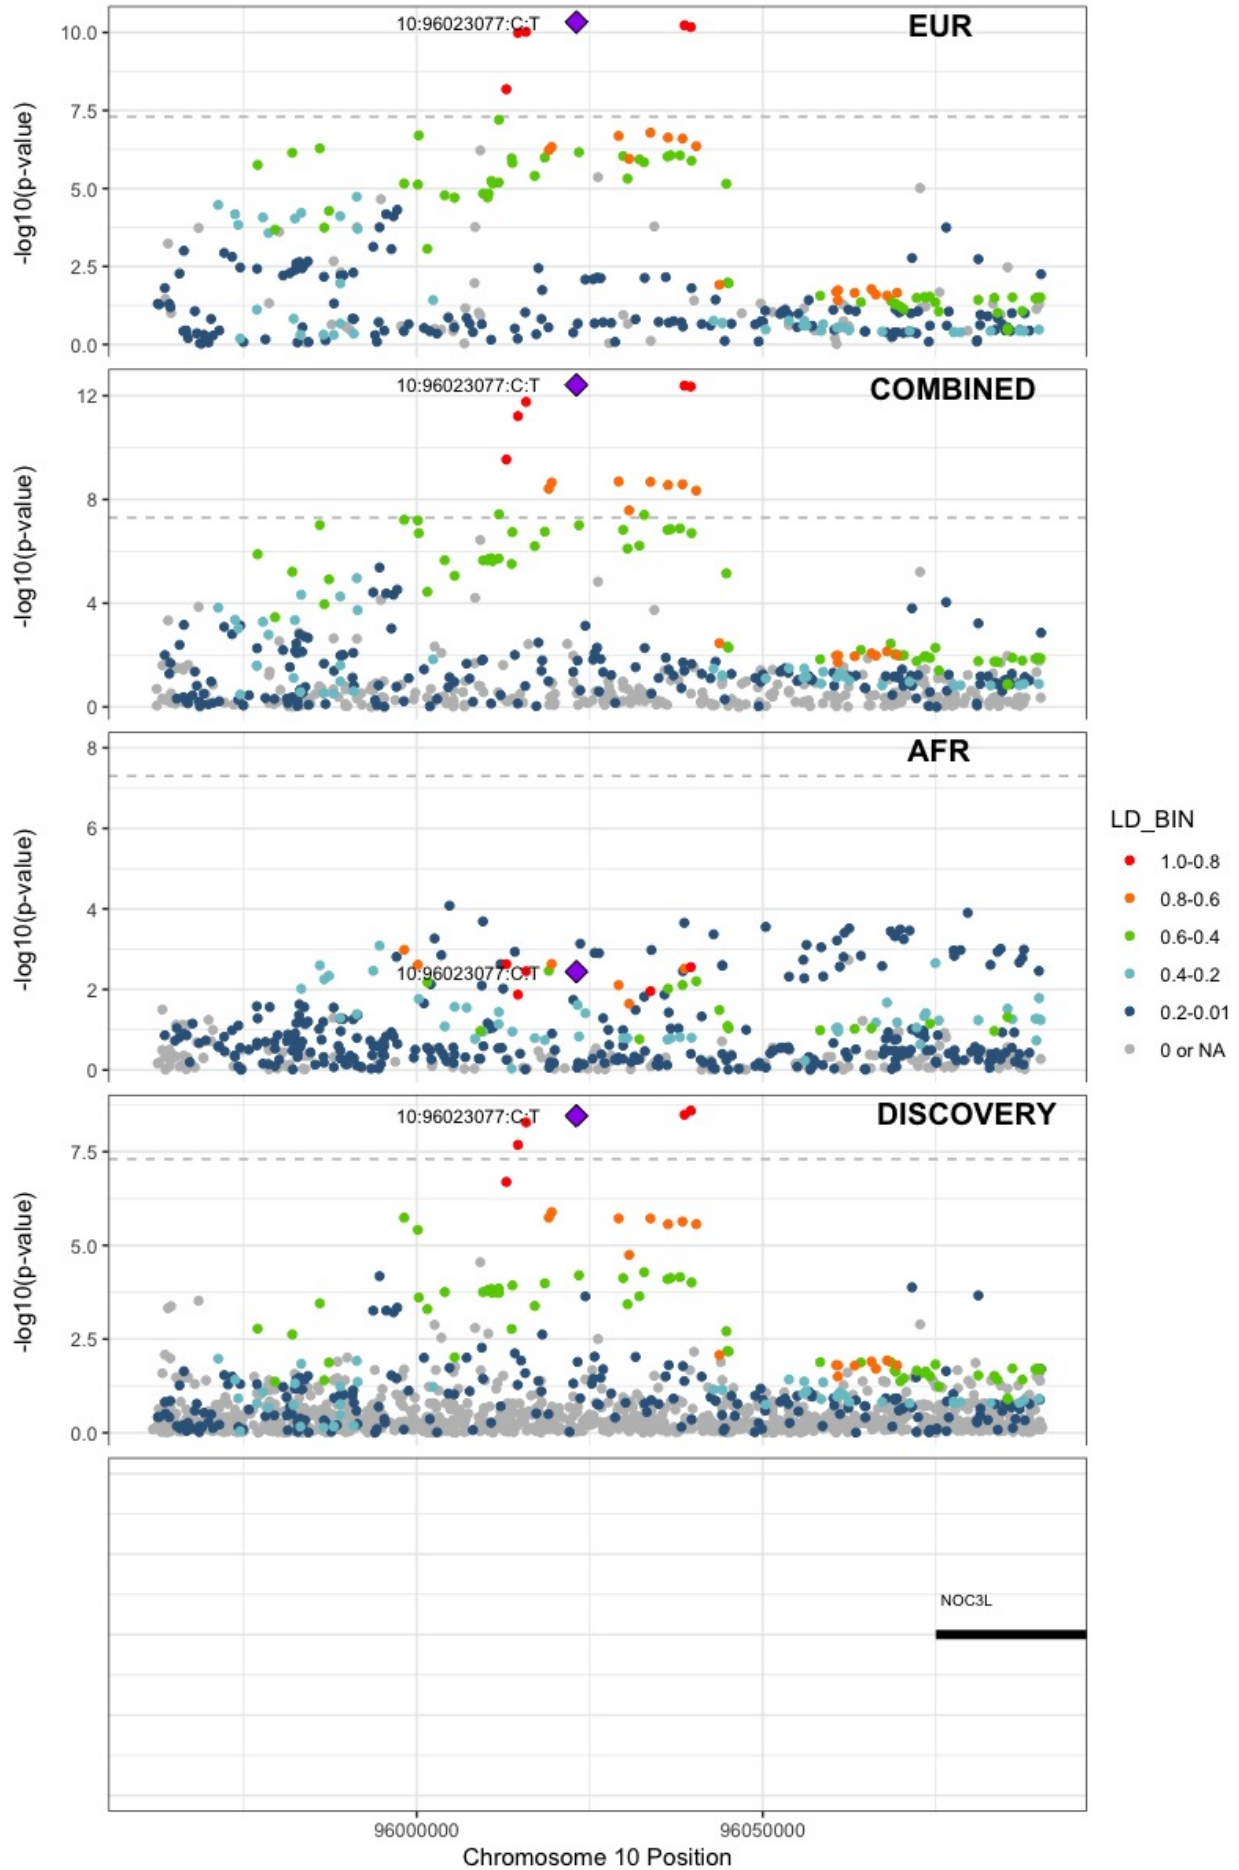 10:96023077:C:T
EUR
10.0
7.5
5.0
2.5
0.0
-log10(p-value)
10:96023077:C:T
COMBINED
12
8
4
0
-log10(p-value)
10:96023077:C:T
AFR
8
6
4
2
0
-log10(p-value)
10:96023077:C:T
DISCOVERY
7.5
5.0
2.5
0.0
-log10(p-value)
LD_BIN
1.0-0.8
0.8-0.6
0.6-0.4
0.4-0.2
0.2-0.01
0 or NA
NOC3L
96000000 96050000
Chromosome 10 Position